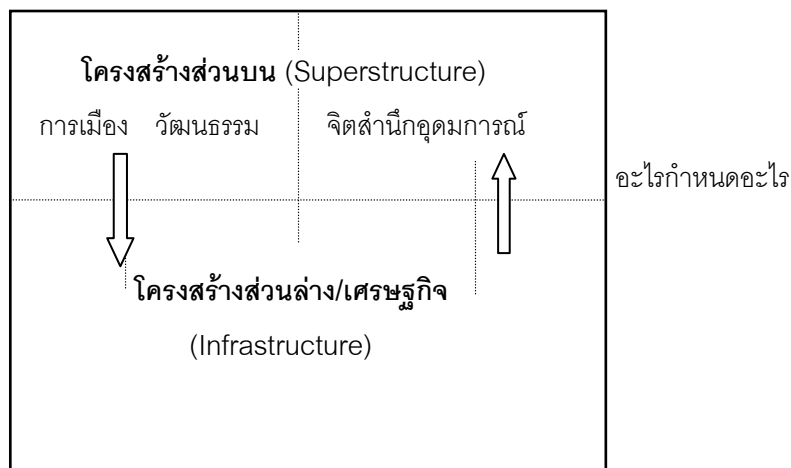 โครงสร้างส่วนบน (Superstructure)
การเมือง วัฒนธรรม จิตสำนึกอุดมการณ์
อะไรกำหนดอะไร
โครงสร้างส่วนล่าง/เศรษฐกิจ
(Infrastructure)